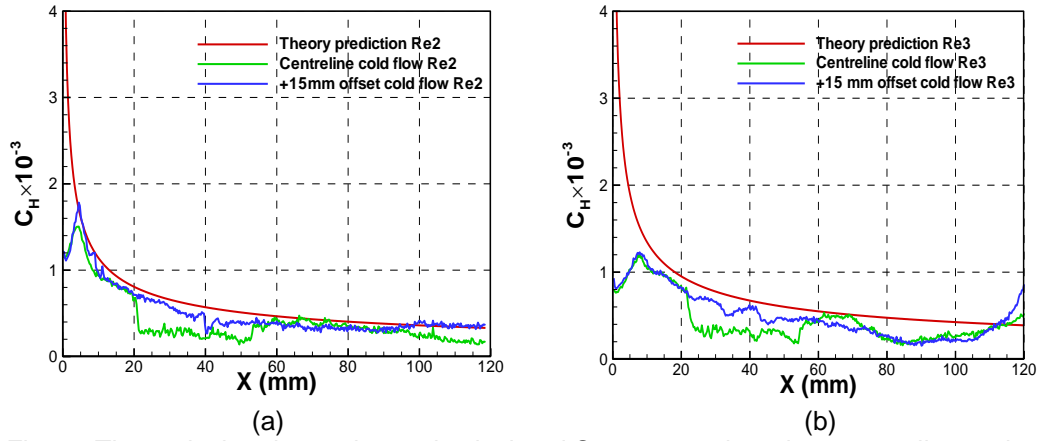 4
3
2
1
0
0 20 40 60 80 100 120
C_H×10^-3
X (mm)
Theory prediction Re2
Centreline cold flow Re2
+15mm offset cold flow Re2
(a)
4
3
2
1
0
0 20 40 60 80 100 120
C_H×10^-3
X (mm)
Theory prediction Re3
Centreline cold flow Re3
+15 mm offset cold flow Re3
(b)